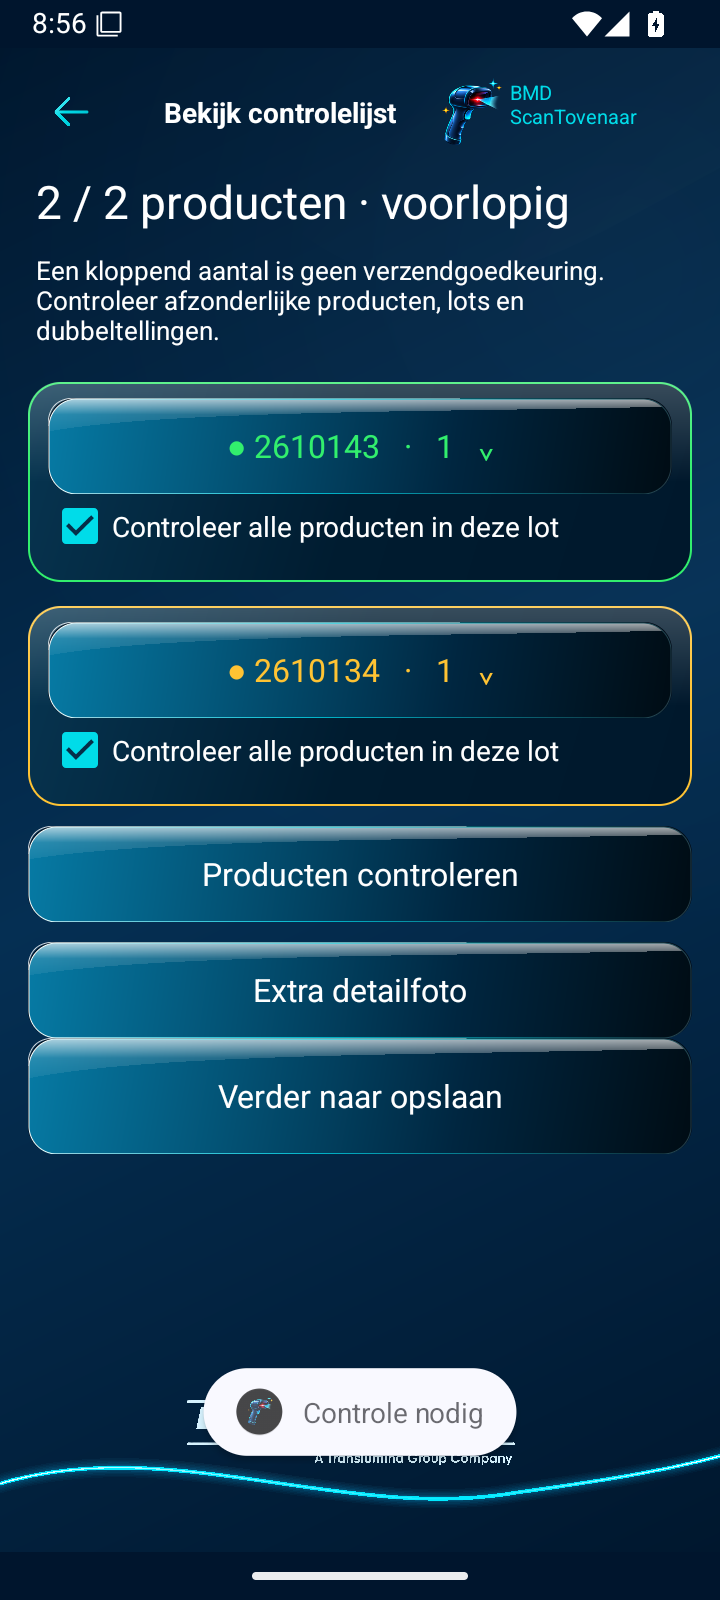 8:56
Bekijk controlelijst
BMD
ScanTovenaar
2 / 2 producten · voorlopig
Een kloppend aantal is geen verzendgoedkeuring.
Controleer afzonderlijke producten, lots en
dubbeltellingen.
2610143 · 1 v
Controleer alle producten in deze lot
2610134 · 1 v
Controleer alle producten in deze lot
Producten controleren
Extra detailfoto
Verder naar opslaan
Controle nodig
A Translumind Group Company